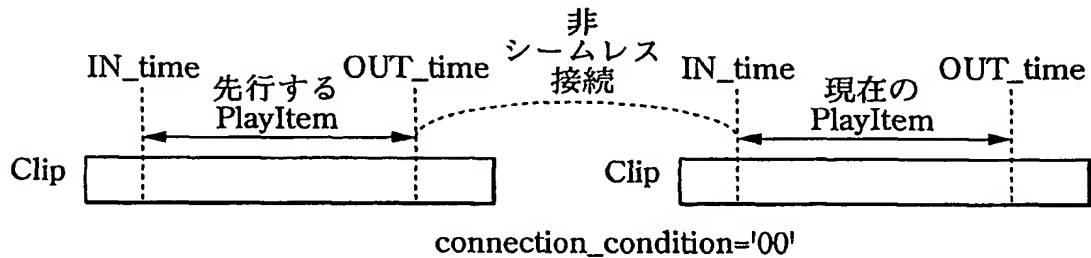 非
シームレス
接続
IN_time
OUT_time
IN_time
OUT_time
先行する
PlayItem
現在の
PlayItem
Clip
Clip
connection_condition='00'